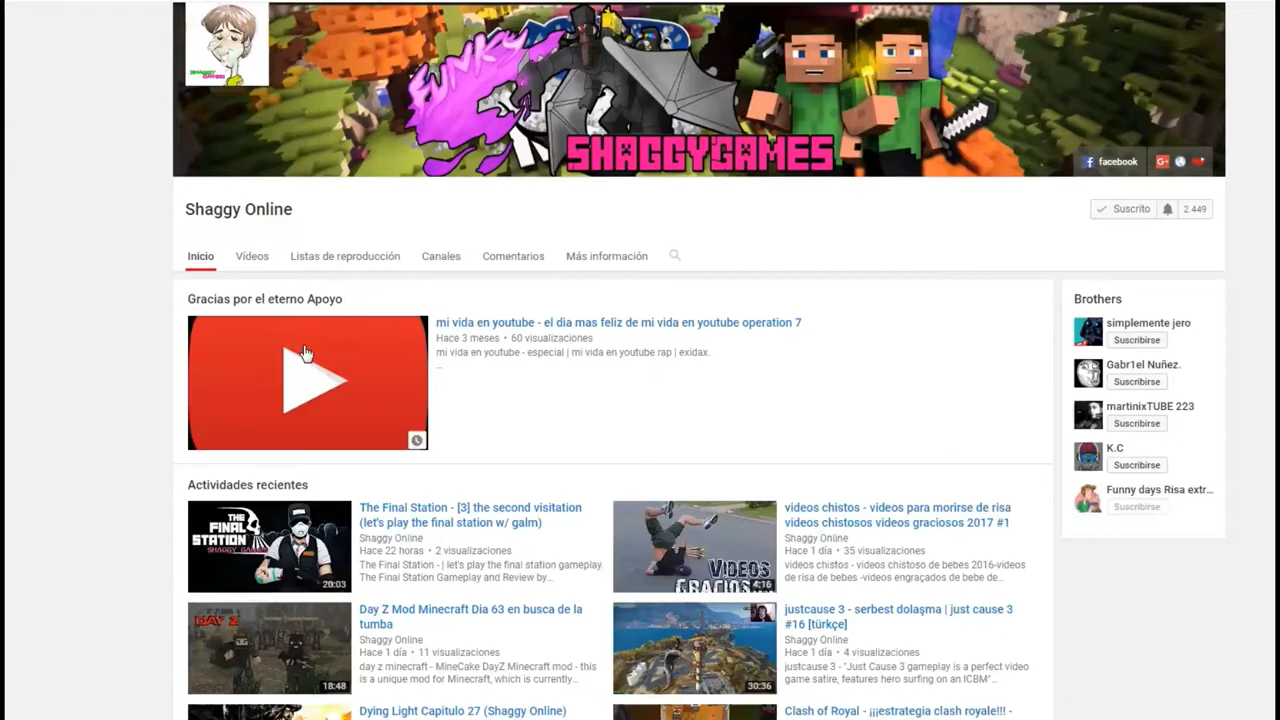 SHAGGY GAMES
SHAGGYGAMES
facebook
Shaggy Online
Suscrito
2.449
Inicio
Vídeos
Listas de reproducción
Canales
Comentarios
Más información
Gracias por el eterno Apoyo
mi vida en youtube - el dia mas feliz de mi vida en youtube operation 7
Hace 3 meses • 60 visualizaciones
mi vida en youtube - especial | mi vida en youtube rap | exidax.
...
Brothers
simplemente jero
Suscribirse
Gabr1el Nuñez.
Suscribirse
martinixTUBE 223
Suscribirse
K.C
Suscribirse
Funny days Risa extr...
Suscribirse
Actividades recientes
THE FINAL STATION
SHAGGY GAMES
20:03
The Final Station - [3] the second visitation
(let's play the final station w/ galm)
Shaggy Online
Hace 22 horas • 2 visualizaciones
The Final Station - | let's play the final station gameplay.
The Final Station Gameplay and Review by...
VIDEOS
GRACIOSOS
4:16
videos chistos - videos para morirse de risa
videos chistosos videos graciosos 2017 #1
Shaggy Online
Hace 1 día • 35 visualizaciones
videos chistos - videos chistoso de bebes 2016-videos
de risa de bebes -videos engraçados de bebe de...
DAY Z
18:48
Day Z Mod Minecraft Dia 63 en busca de la
tumba
Shaggy Online
Hace 1 día • 11 visualizaciones
day z minecraft - MineCake DayZ Minecraft mod - this
is a unique mod for Minecraft, which is currently...
30:36
justcause 3 - serbest dolaşma | just cause 3
#16 [türkçe]
Shaggy Online
Hace 1 día • 4 visualizaciones
justcause 3 - "Just Cause 3 gameplay is a perfect video
game satire, features hero surfing on an ICBM"...
Dying Light Capitulo 27 (Shaggy Online)
Clash of Royal - ¡¡¡estrategia clash royale!!! -